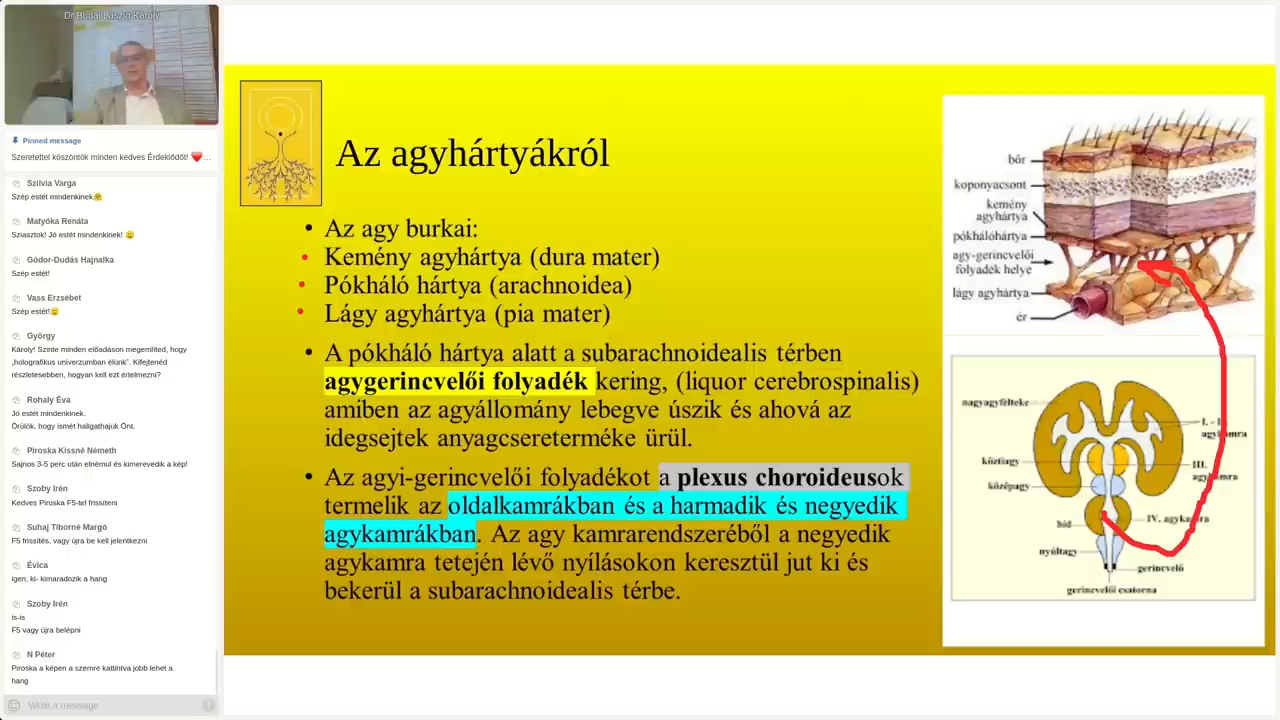 Dr Budai László Károly
Pinned message
Szeretettel köszöntök minden kedves Érdeklődőt! ❤️...
Szilvia Varga
Szép estét mindenkinek🤗
Matyóka Renáta
Sziasztok! Jó estét mindenkinek! 🙂
Gódor-Dudás Hajnalka
Szép estét!
Vass Erzsébet
Szép estét!🙂
György
Károly! Szinte minden előadáson megemlíted, hogy
„holografikus univerzumban élünk". Kifejtenéd
részletesebben, hogyan kell ezt értelmezni?
Rohaly Éva
Jó estét mindenkinek.
Örülök, hogy ismét hallgathajuk Önt.
Piroska Kissné Németh
Sajnos 3-5 perc után elnémul és kimerevedik a kép!
Szoby Irén
Kedves Piroska F5-tel frissíteni
Suhaj Tiborné Margó
F5 frissítés, vagy újra be kell jelentkezni
Évica
igen, ki- kimaradozik a hang
Szoby Irén
is-is
F5 vagy újra belépni
N Péter
Piroska a képen a szemre kattintva jobb lehet a
hang
Write a message
Az agyhártyákról
• Az agy burkai:
• Kemény agyhártya (dura mater)
• Pókháló hártya (arachnoidea)
• Lágy agyhártya (pia mater)
• A pókháló hártya alatt a subarachnoidealis térben
agygerincvelői folyadék kering, (liquor cerebrospinalis)
amiben az agyállomány lebegve úszik és ahová az
idegsejtek anyagcsereterméke ürül.
• Az agyi-gerincvelői folyadékot a plexus choroideusok
termelik az oldalkamrákban és a harmadik és negyedik
agykamrákban. Az agy kamrarendszeréből a negyedik
agykamra tetején lévő nyílásokon keresztül jut ki és
bekerül a subarachnoidealis térbe.
bőr
koponyacsont
kemény
agyhártya
pókhálóhártya
agy-gerincvelői
folyadék helye
lágy agyhártya
ér
nagyagyfélteke
I. -
agykamra
köztiagy
III.
agykamra
középagy
híd
IV. agykamra
nyúltagy
gerincvelő
gerincvelői csatorna